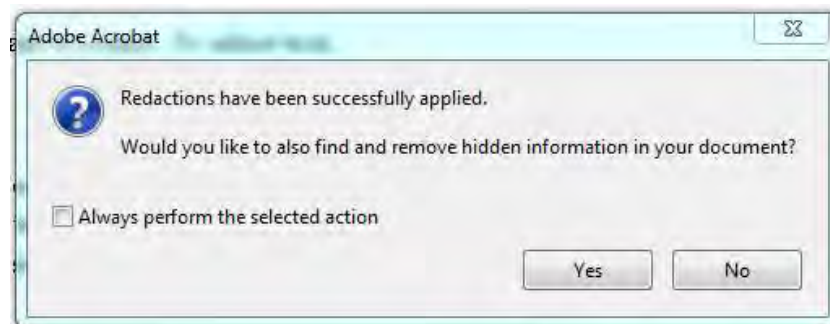 Adobe Acrobat
Redactions have been successfully applied.
Would you like to also find and remove hidden information in your document?
Always perform the selected action
Yes
No